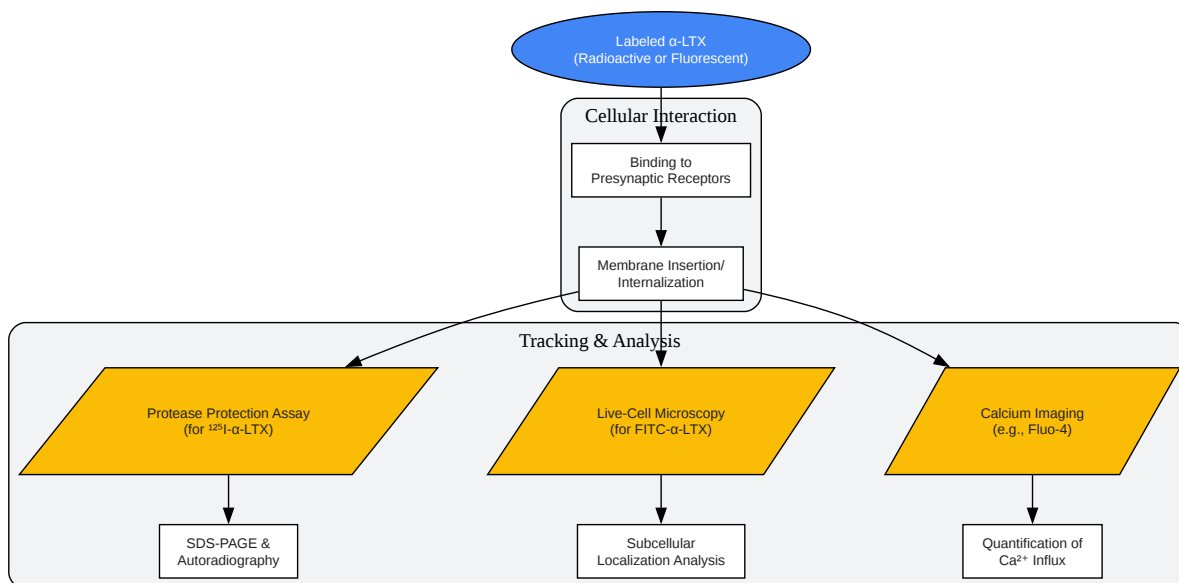 Labeled α-LTX
(Radioactive or Fluorescent)
Cellular Interaction
Binding to
Presynaptic Receptors
Membrane Insertion/
Internalization
Tracking & Analysis
Protease Protection Assay
(for ¹²⁵I-α-LTX)
Live-Cell Microscopy
(for FITC-α-LTX)
Calcium Imaging
(e.g., Fluo-4)
SDS-PAGE &
Autoradiography
Subcellular
Localization Analysis
Quantification of
Ca²⁺ Influx